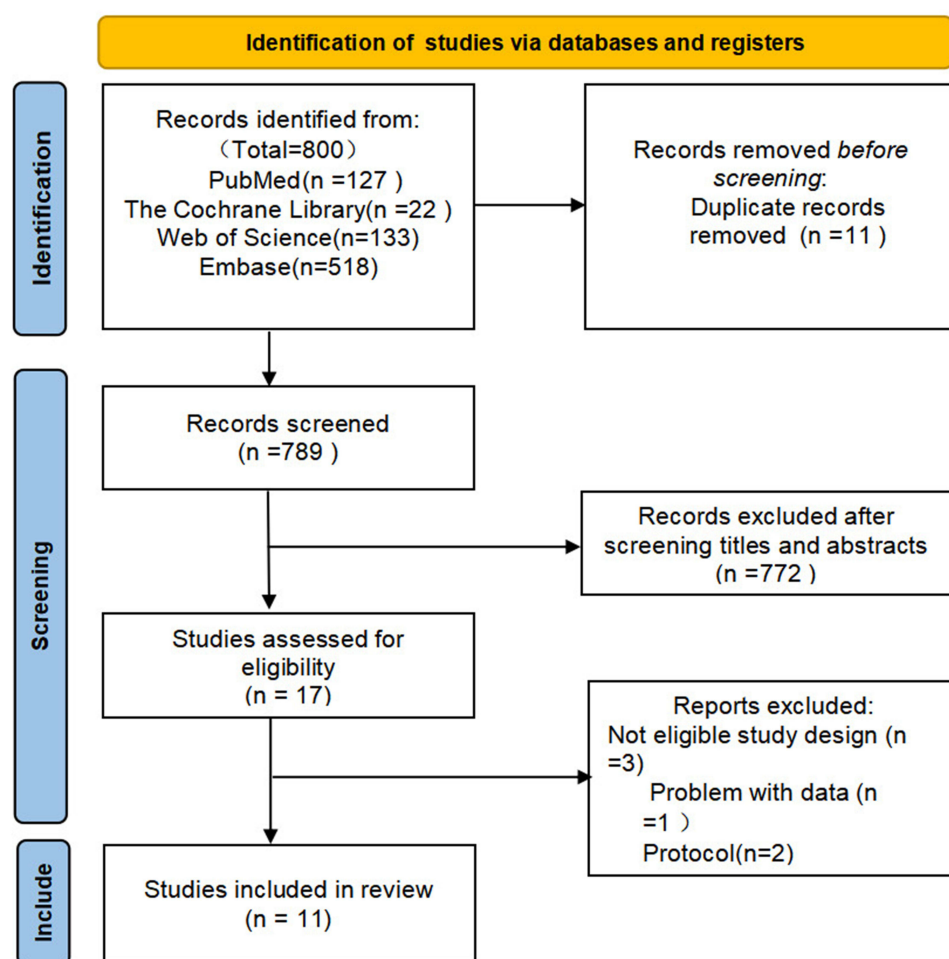 Identification of studies via databases and registers
Identification
Records identified from:
（Total=800）
PubMed(n =127 )
The Cochrane Library(n =22 )
Web of Science(n=133)
Embase(n=518)
Records removed before
screening:
Duplicate records
removed (n =11 )
Screening
Records screened
(n =789 )
Records excluded after
screening titles and abstracts
(n =772 )
Studies assessed for
eligibility
(n = 17)
Reports excluded:
Not eligible study design (n
=3)
Problem with data (n
=1 ）
Protocol(n=2)
Include
Studies included in review
(n = 11)